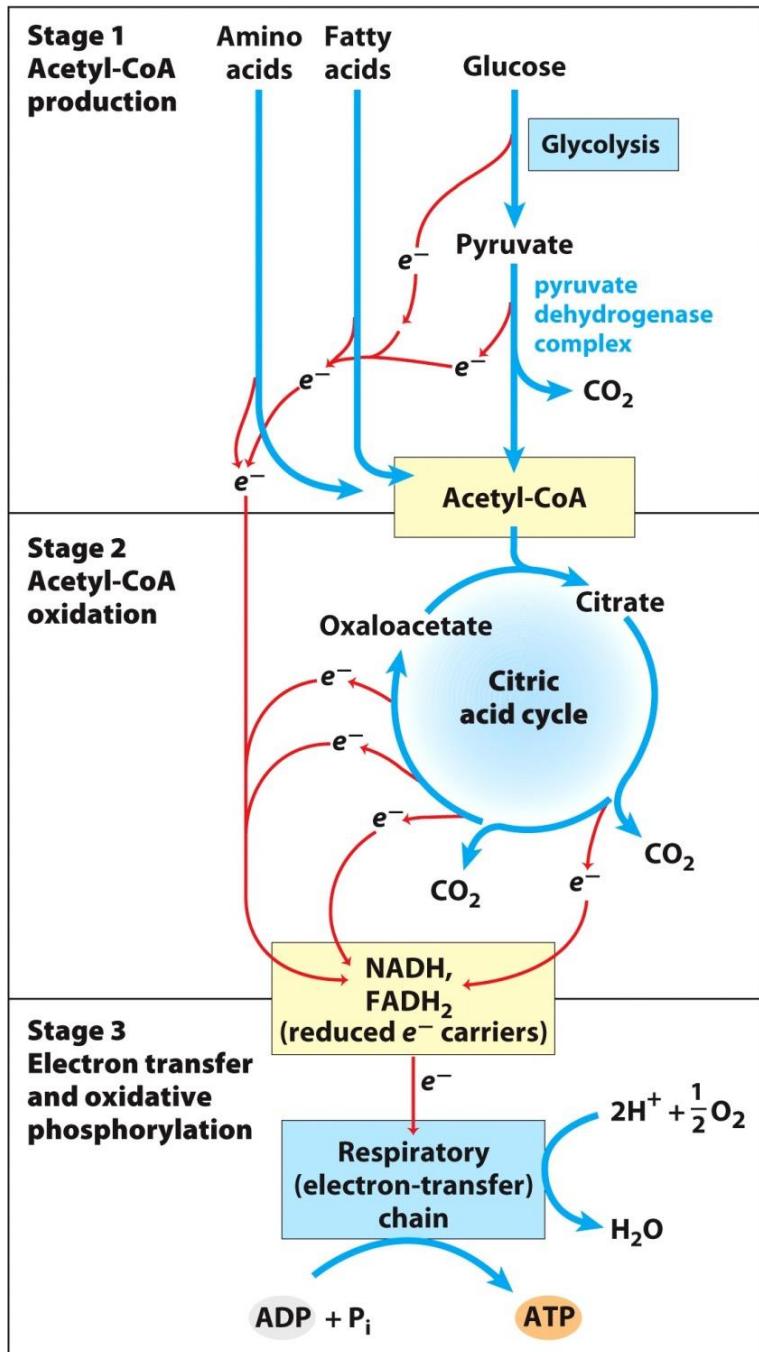 Stage 1
Acetyl-CoA
production
Amino
acids
Fatty
acids
Glucose
Glycolysis
Pyruvate
e⁻
pyruvate
dehydrogenase
complex
e⁻
e⁻
CO₂
e⁻
Acetyl-CoA
Stage 2
Acetyl-CoA
oxidation
Citrate
Oxaloacetate
e⁻
Citric
acid cycle
e⁻
e⁻
CO₂
e⁻
CO₂
NADH,
FADH₂
(reduced e⁻ carriers)
Stage 3
Electron transfer
and oxidative
phosphorylation
e⁻
2H⁺ + 1/2 O₂
Respiratory
(electron-transfer)
chain
H₂O
ADP + Pᵢ
ATP